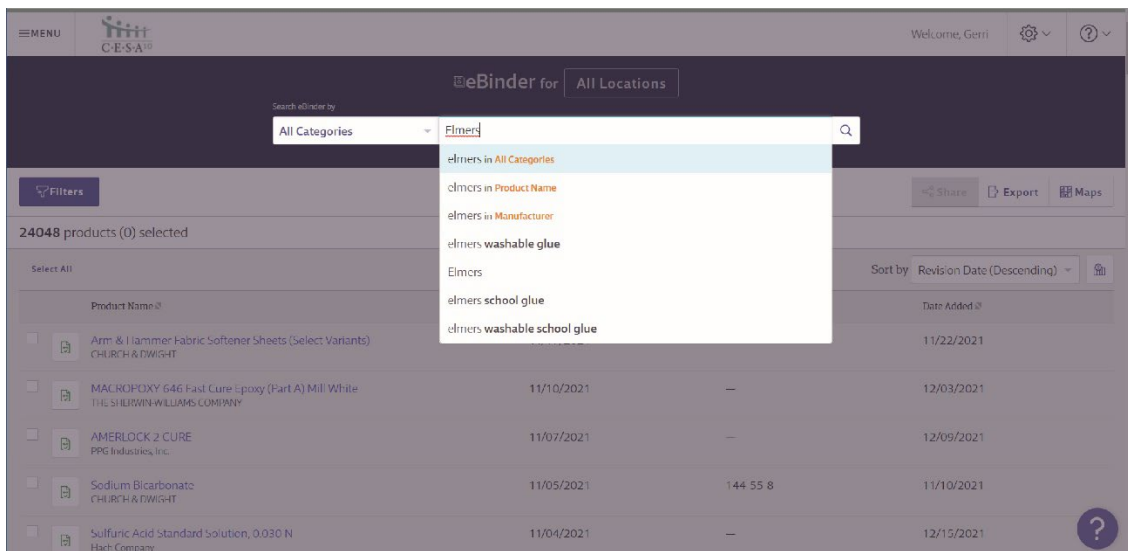 MENU
C·E·S·A 10
Welcome, Gerri
eBinder for All Locations
Search eBinder by
All Categories
Elmers
elmers in All Categories
elmers in Product Name
elmers in Manufacturer
elmers washable glue
Elmers
elmers school glue
elmers washable school glue
Filters
Share Export Maps
24048 products (0) selected
Select All
Sort by Revision Date (Descending)
Product Name
Date Added
Arm & Hammer Fabric Softener Sheets (Select Variants)
11/22/2021
CHURCH & DWIGHT
MACROPOXY 646 Fast Cure Epoxy (Part A) Mill White
11/10/2021 — 12/03/2021
THE SHERWIN-WILLIAMS COMPANY
AMERLOCK 2 CURE
11/07/2021 — 12/09/2021
PPG Industries, Inc.
Sodium Bicarbonate
11/05/2021 144 55 8 11/10/2021
CHURCH & DWIGHT
Sulfuric Acid Standard Solution, 0.030 N
11/04/2021 — 12/15/2021
Hach Company
?